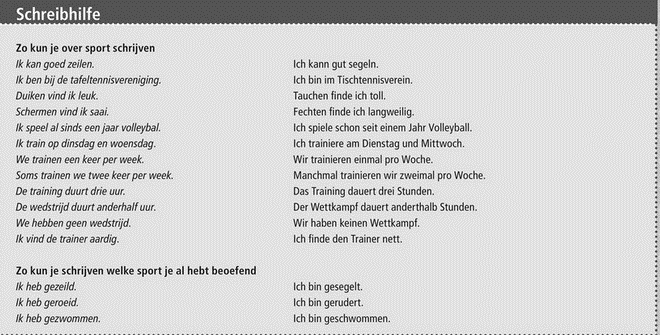 Schreibhilfe
Zo kun je over sport schrijven
Ik kan goed zeilen. Ich kann gut segeln.
Ik ben bij de tafeltennisvereniging. Ich bin im Tischtennisverein.
Duiken vind ik leuk. Tauchen finde ich toll.
Schermen vind ik saai. Fechten finde ich langweilig.
Ik speel al sinds een jaar volleybal. Ich spiele schon seit einem Jahr Volleyball.
Ik train op dinsdag en woensdag. Ich trainiere am Dienstag und Mittwoch.
We trainen een keer per week. Wir trainieren einmal pro Woche.
Soms trainen we twee keer per week. Manchmal trainieren wir zweimal pro Woche.
De training duurt drie uur. Das Training dauert drei Stunden.
De wedstrijd duurt anderhalf uur. Der Wettkampf dauert anderthalb Stunden.
We hebben geen wedstrijd. Wir haben keinen Wettkampf.
Ik vind de trainer aardig. Ich finde den Trainer nett.
Zo kun je schrijven welke sport je al hebt beoefend
Ik heb gezeild. Ich bin gesegelt.
Ik heb geroeid. Ich bin gerudert.
Ik heb gezwommen. Ich bin geschwommen.